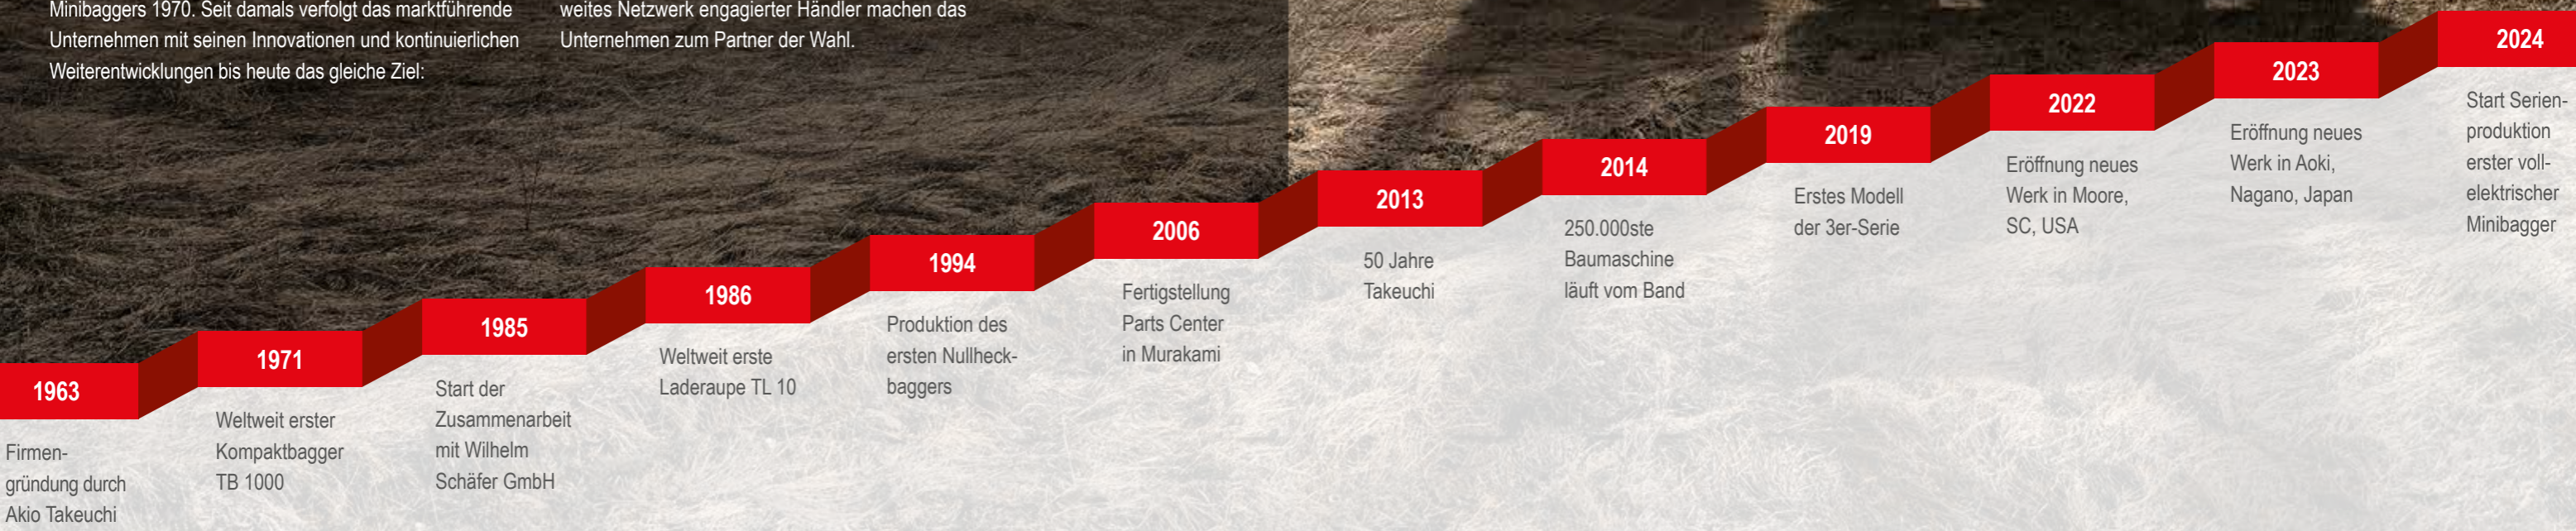 Minibaggers 1970. Seit damals verfolgt das marktführende
Unternehmen mit seinen Innovationen und kontinuierlichen
Weiterentwicklungen bis heute das gleiche Ziel:
weites Netzwerk engagierter Händler machen das
Unternehmen zum Partner der Wahl.
1963
Firmen-
gründung durch
Akio Takeuchi
1971
Weltweit erster
Kompaktbagger
TB 1000
1985
Start der
Zusammenarbeit
mit Wilhelm
Schäfer GmbH
1986
Weltweit erste
Laderaupe TL 10
1994
Produktion des
ersten Nullheck-
baggers
2006
Fertigstellung
Parts Center
in Murakami
2013
50 Jahre
Takeuchi
2014
250.000ste
Baumaschine
läuft vom Band
2019
Erstes Modell
der 3er-Serie
2022
Eröffnung neues
Werk in Moore,
SC, USA
2023
Eröffnung neues
Werk in Aoki,
Nagano, Japan
2024
Start Serien-
produktion
erster voll-
elektrischer
Minibagger